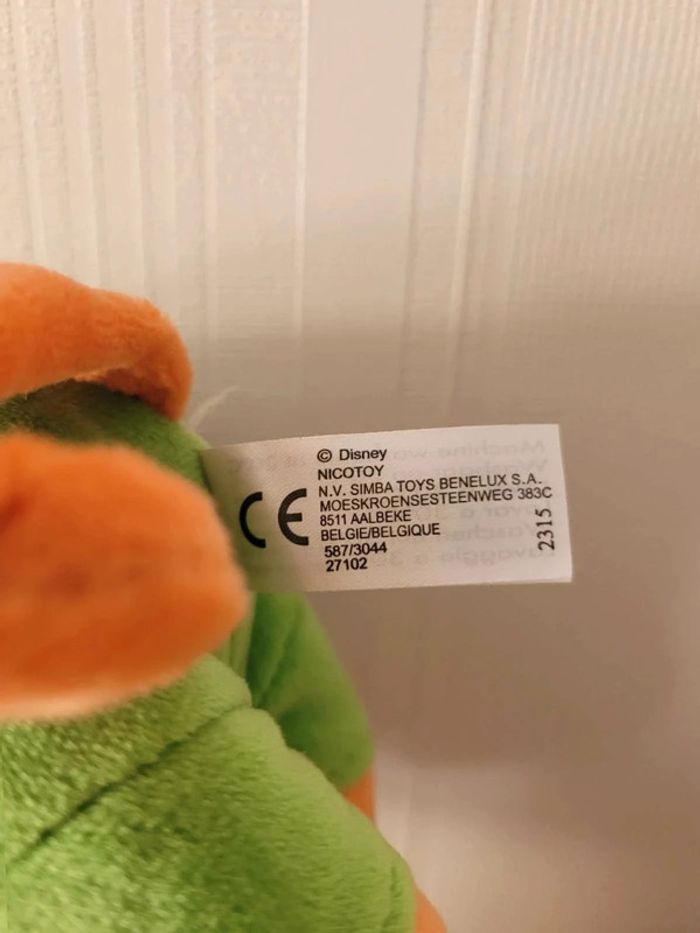 © Disney
NICOTOY
N.V. SIMBA TOYS BENELUX S.A.
MOESKROENSESTEENWEG 383C
8511 AALBEKE
BELGIE/BELGIQUE
587/3044
27102
CE
2315